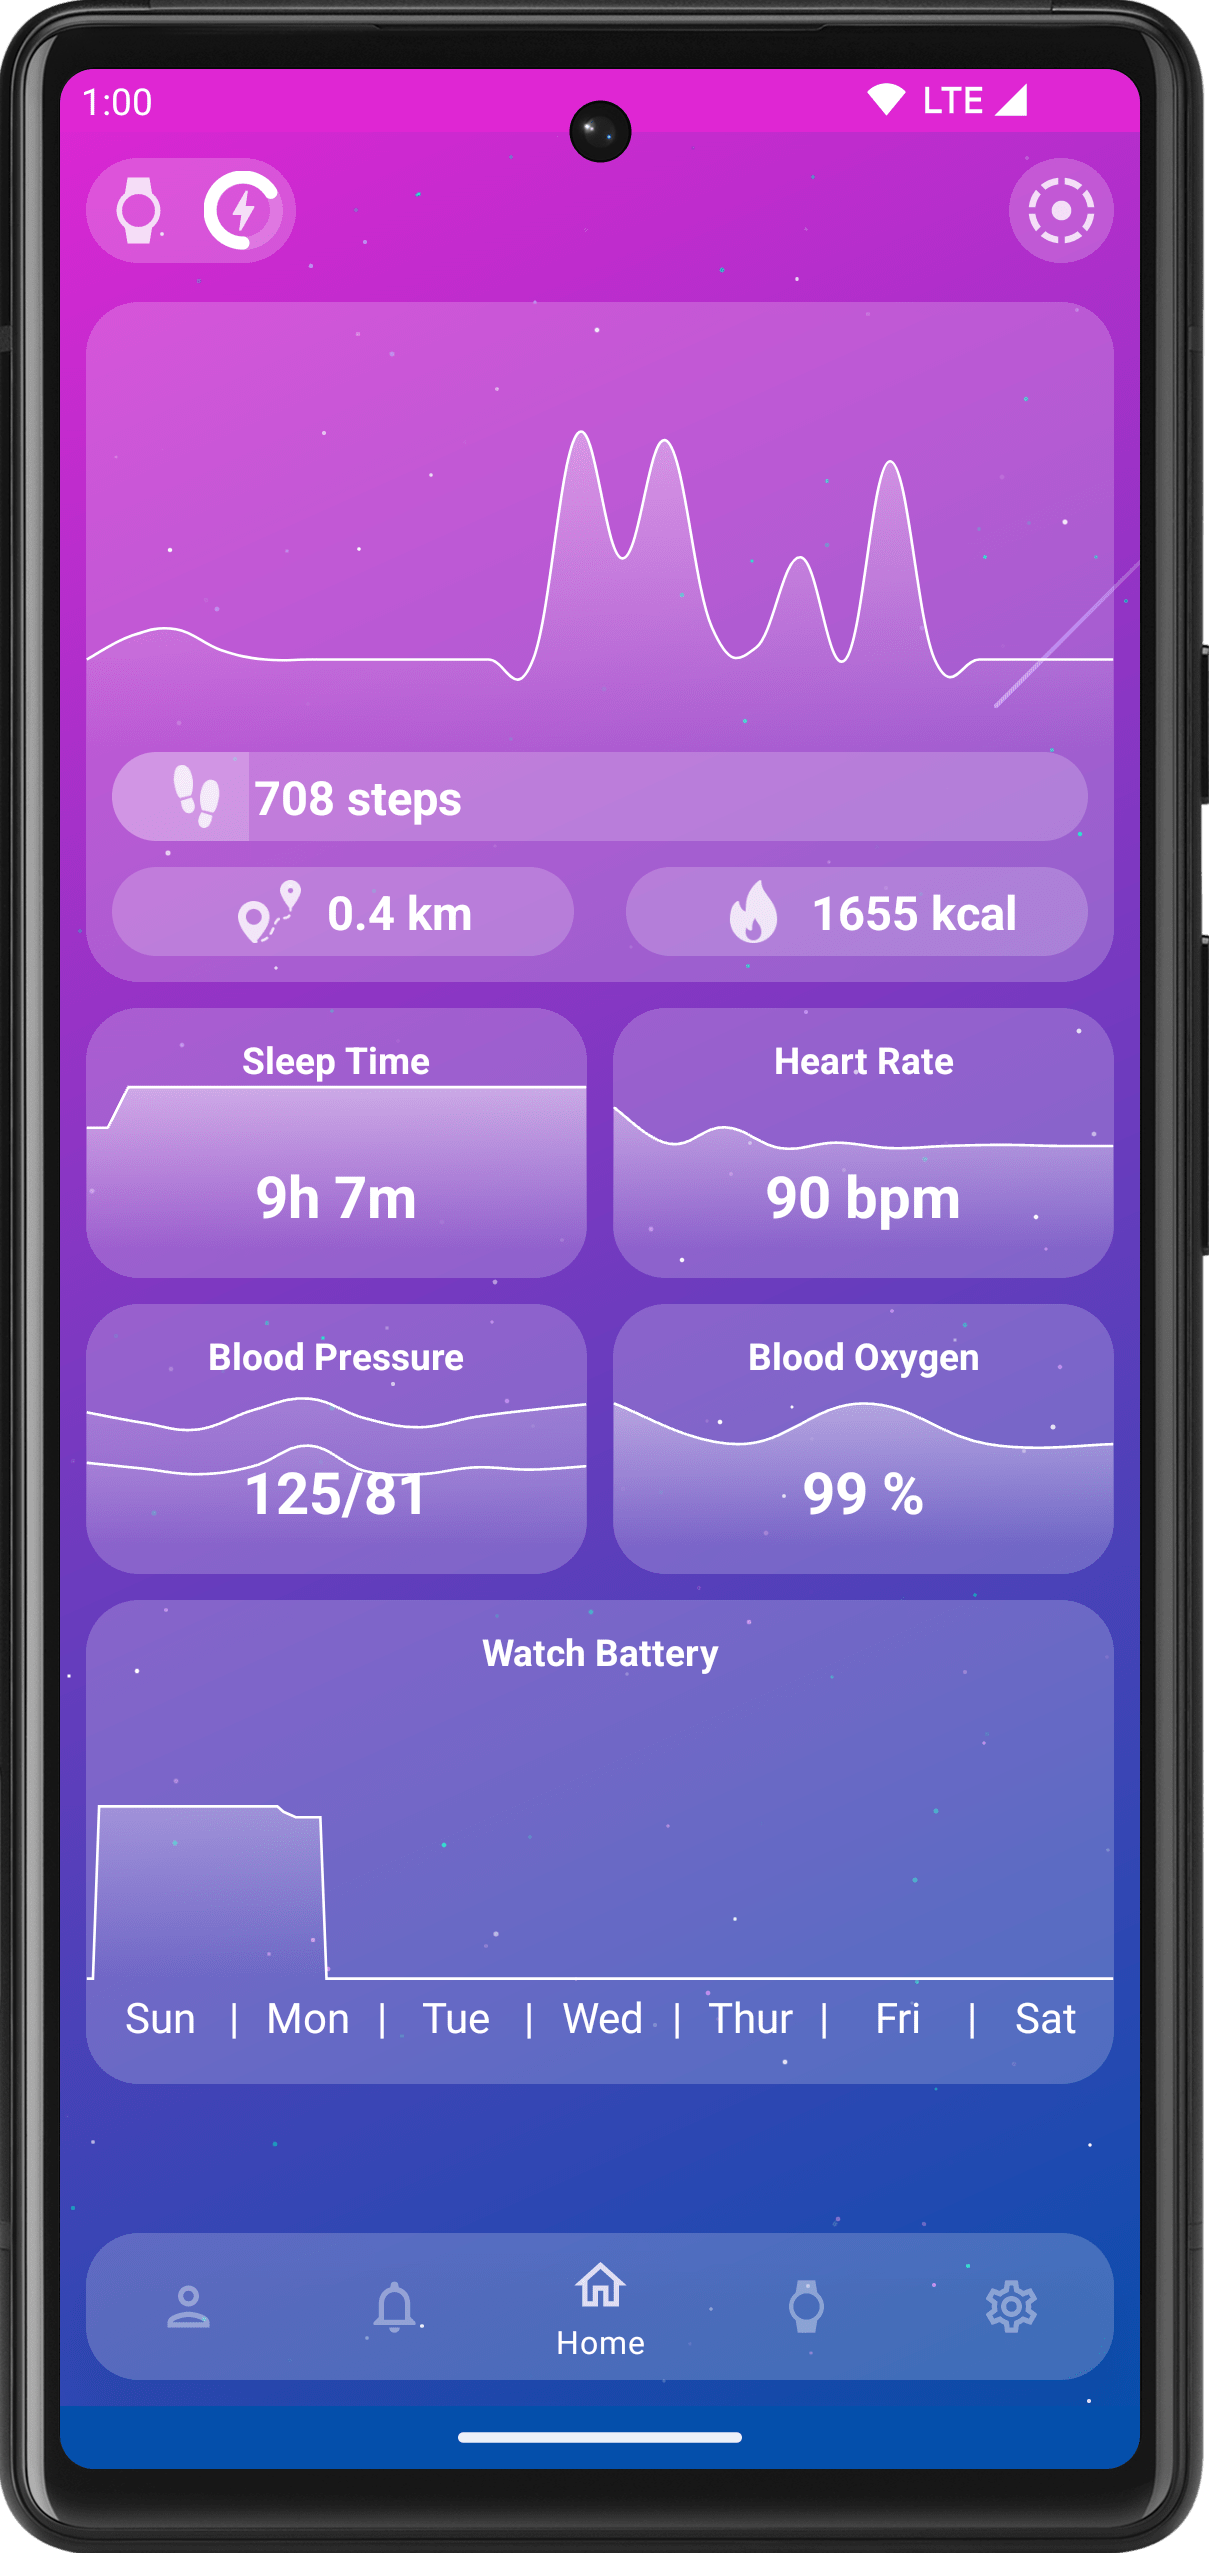 1:00 LTE
708 steps
0.4 km 1655 kcal
Sleep Time
9h 7m
Heart Rate
90 bpm
Blood Pressure
125/81
Blood Oxygen
99 %
Watch Battery
Sun | Mon | Tue | Wed | Thur | Fri | Sat
Home